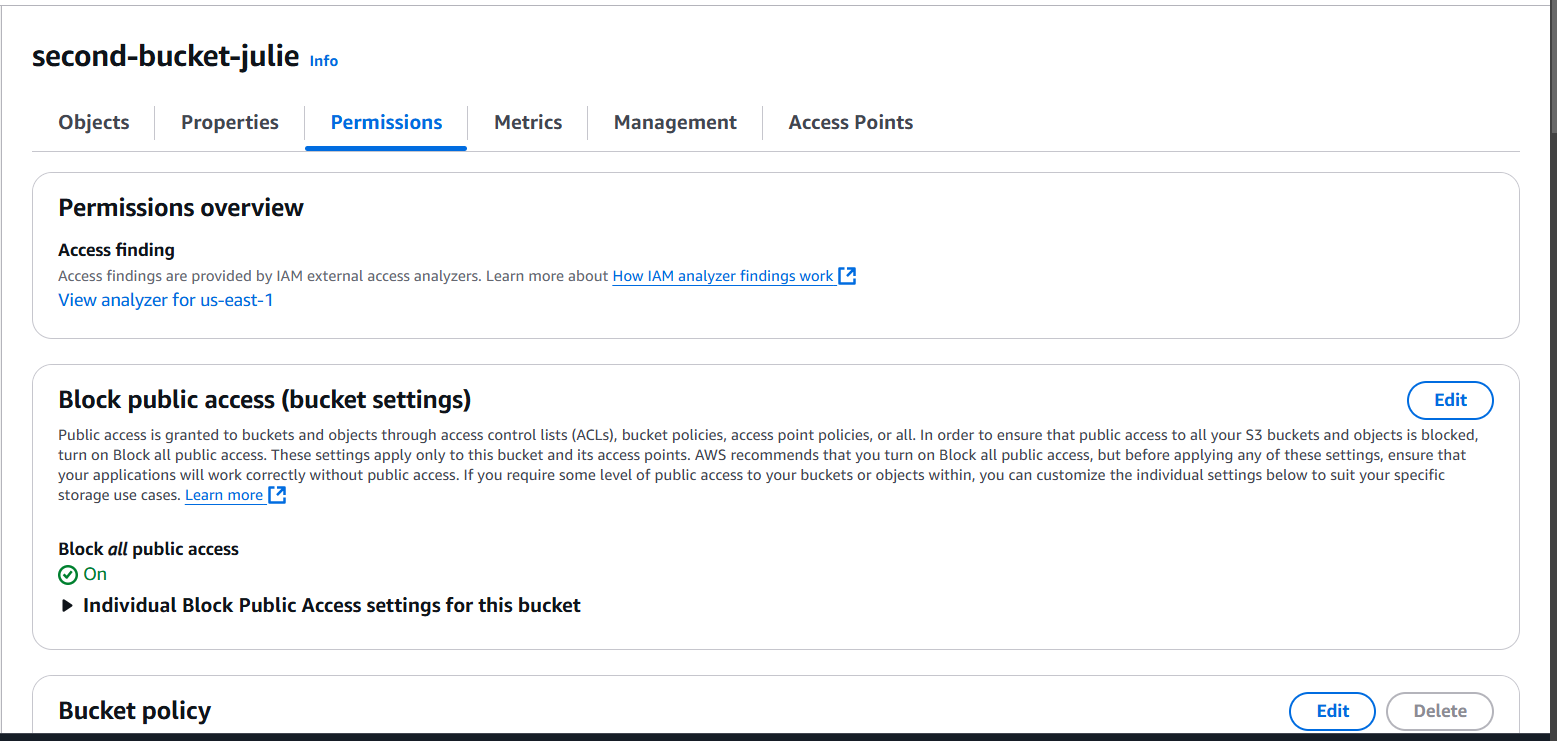 second-bucket-julie Info
Objects Properties Permissions Metrics Management Access Points
Permissions overview
Access finding
Access findings are provided by IAM external access analyzers. Learn more about How IAM analyzer findings work
View analyzer for us-east-1
Block public access (bucket settings)
Edit
Public access is granted to buckets and objects through access control lists (ACLs), bucket policies, access point policies, or all. In order to ensure that public access to all your S3 buckets and objects is blocked,
turn on Block all public access. These settings apply only to this bucket and its access points. AWS recommends that you turn on Block all public access, but before applying any of these settings, ensure that
your applications will work correctly without public access. If you require some level of public access to your buckets or objects within, you can customize the individual settings below to suit your specific
storage use cases. Learn more
Block all public access
On
Individual Block Public Access settings for this bucket
Bucket policy
Edit Delete